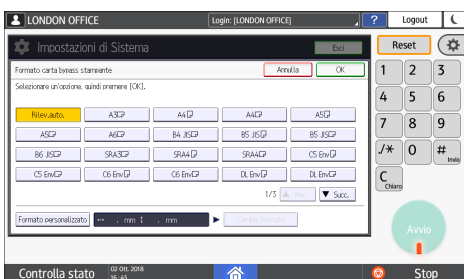 LONDON OFFICE
Login: [LONDON OFFICE]
?
Logout
Impostazioni di Sistema
Esci
Reset
Formato carta bypass stampante
Annulla
OK
Selezionare un'opzione, quindi premere [OK].
Rilev.auto.
A3
A4
A4
A5
A5
A6
B4 JIS
B5 JIS
B5 JIS
B6 JIS
SRA3
SRA4
SRA4
C5 Env
C5 Env
C6 Env
C6 Env
DL Env
DL Env
1/3
▲ Prec.
▼ Succ.
Formato personalizzato
. mm
. mm
Cambia formato
1
2
3
4
5
6
7
8
9
./*
0
#
Invio
C
Chiaro
Avvio
Controlla stato
02 Ott. 2018
16:45
Stop